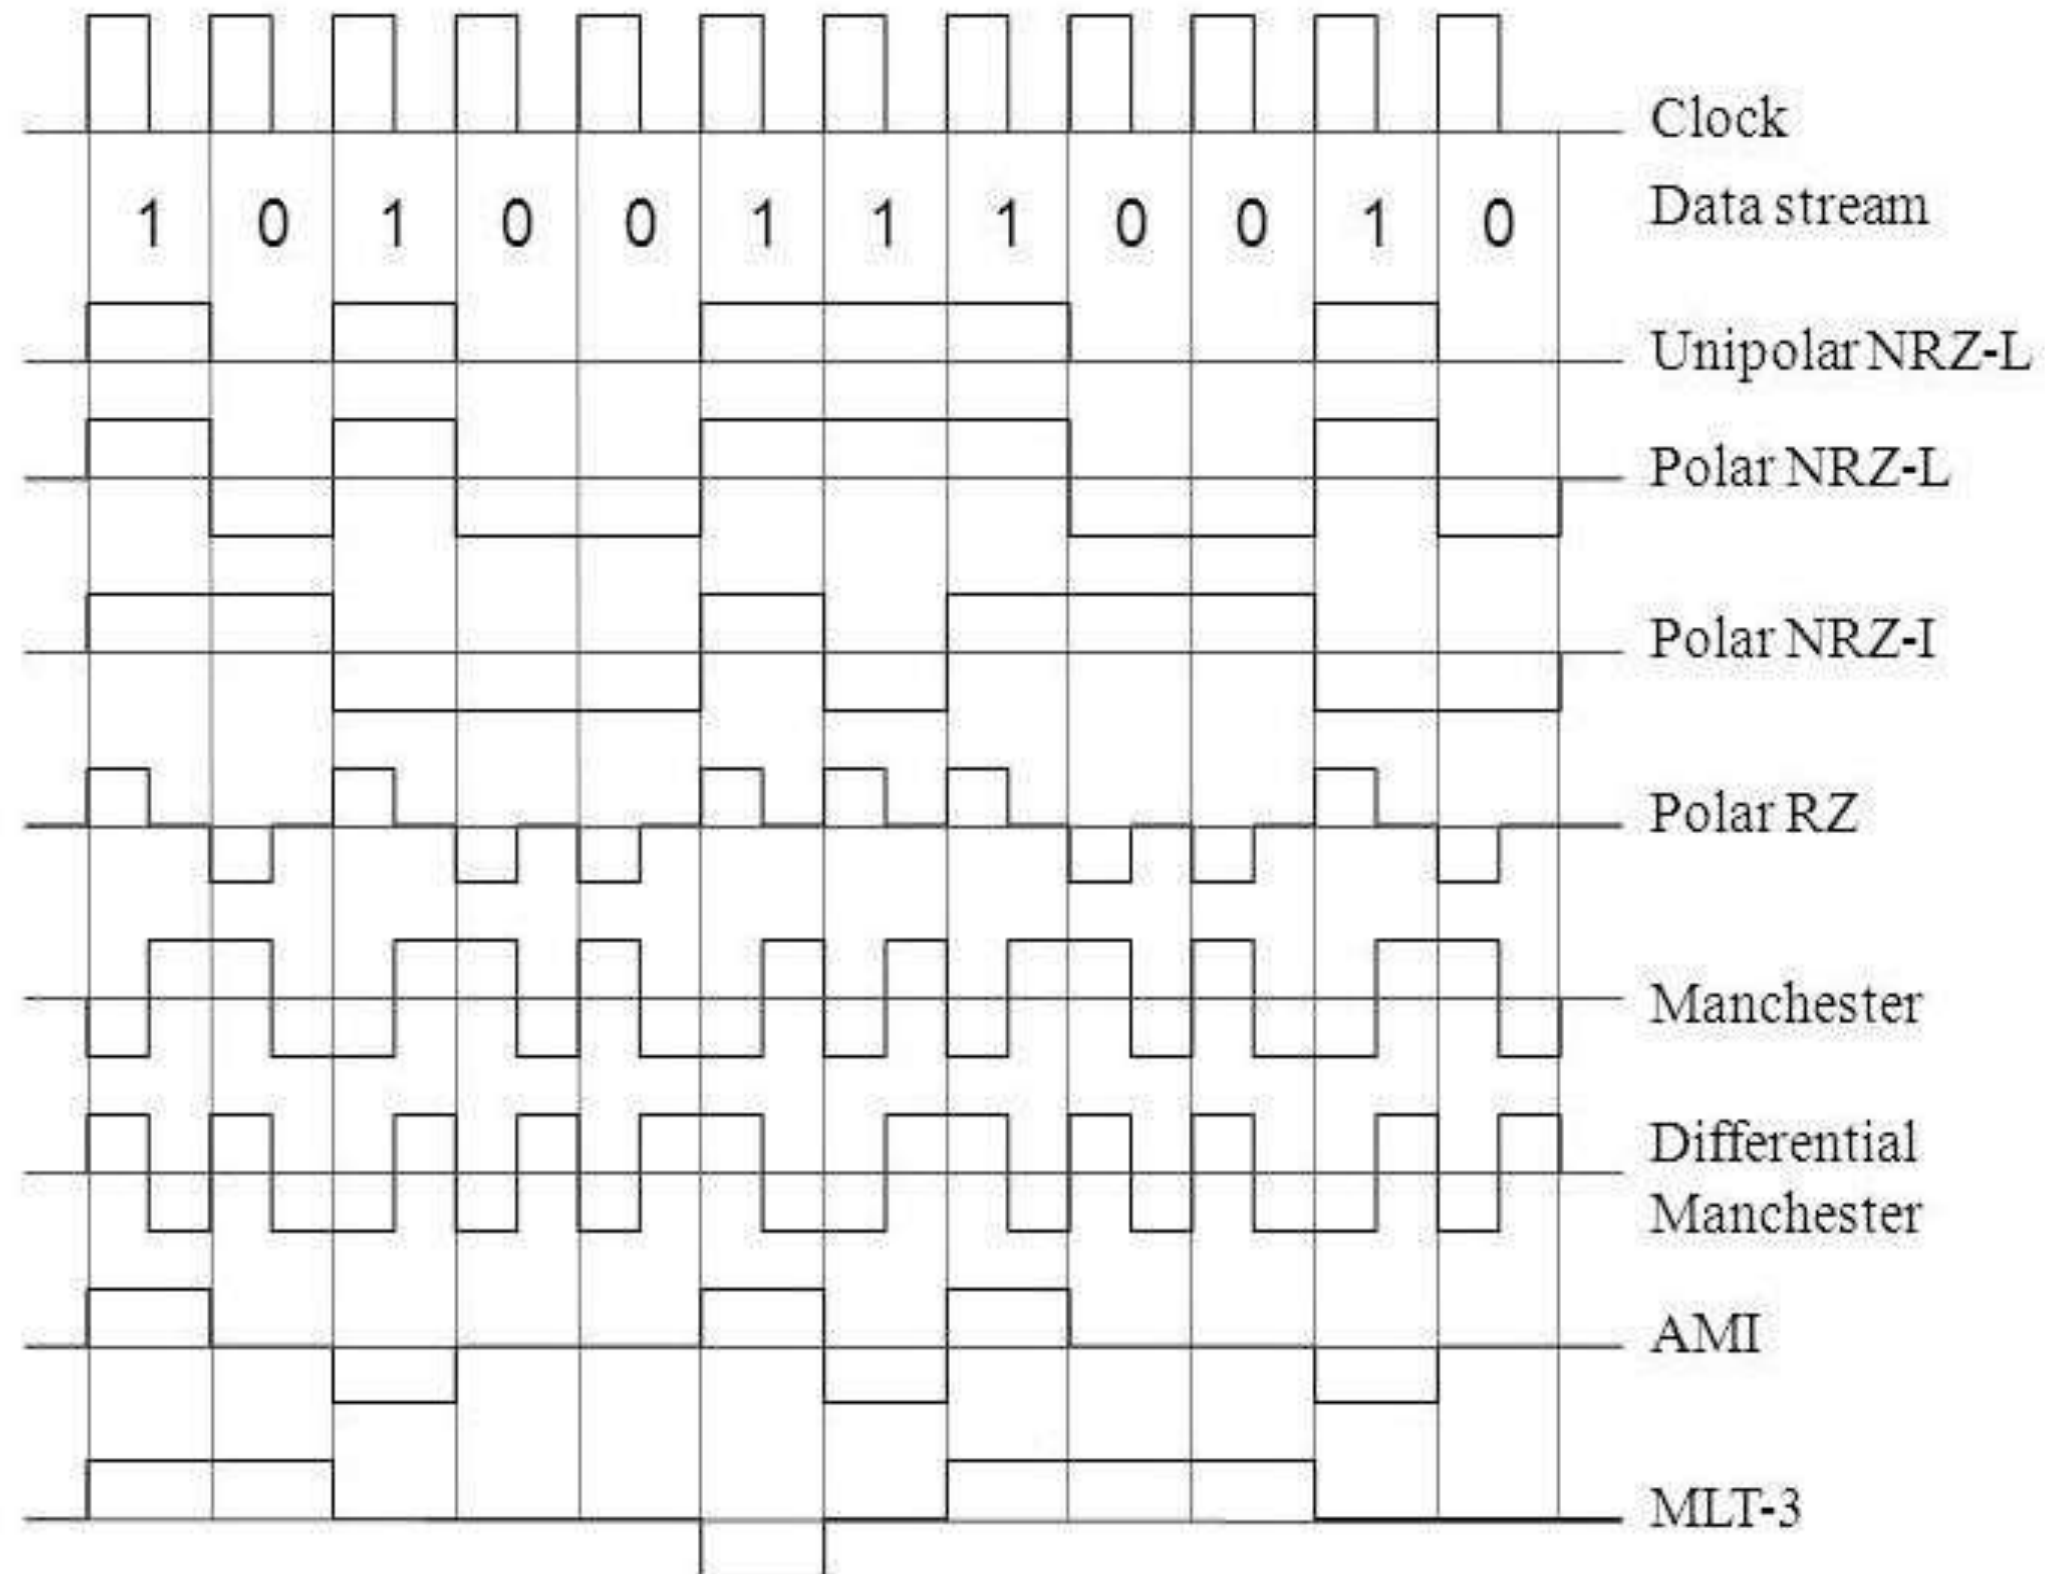 Clock
1 0 1 0 0 1 1 1 0 0 1 0 Data stream
Unipolar NRZ-L
Polar NRZ-L
Polar NRZ-I
Polar RZ
Manchester
Differential
Manchester
AMI
MLT-3